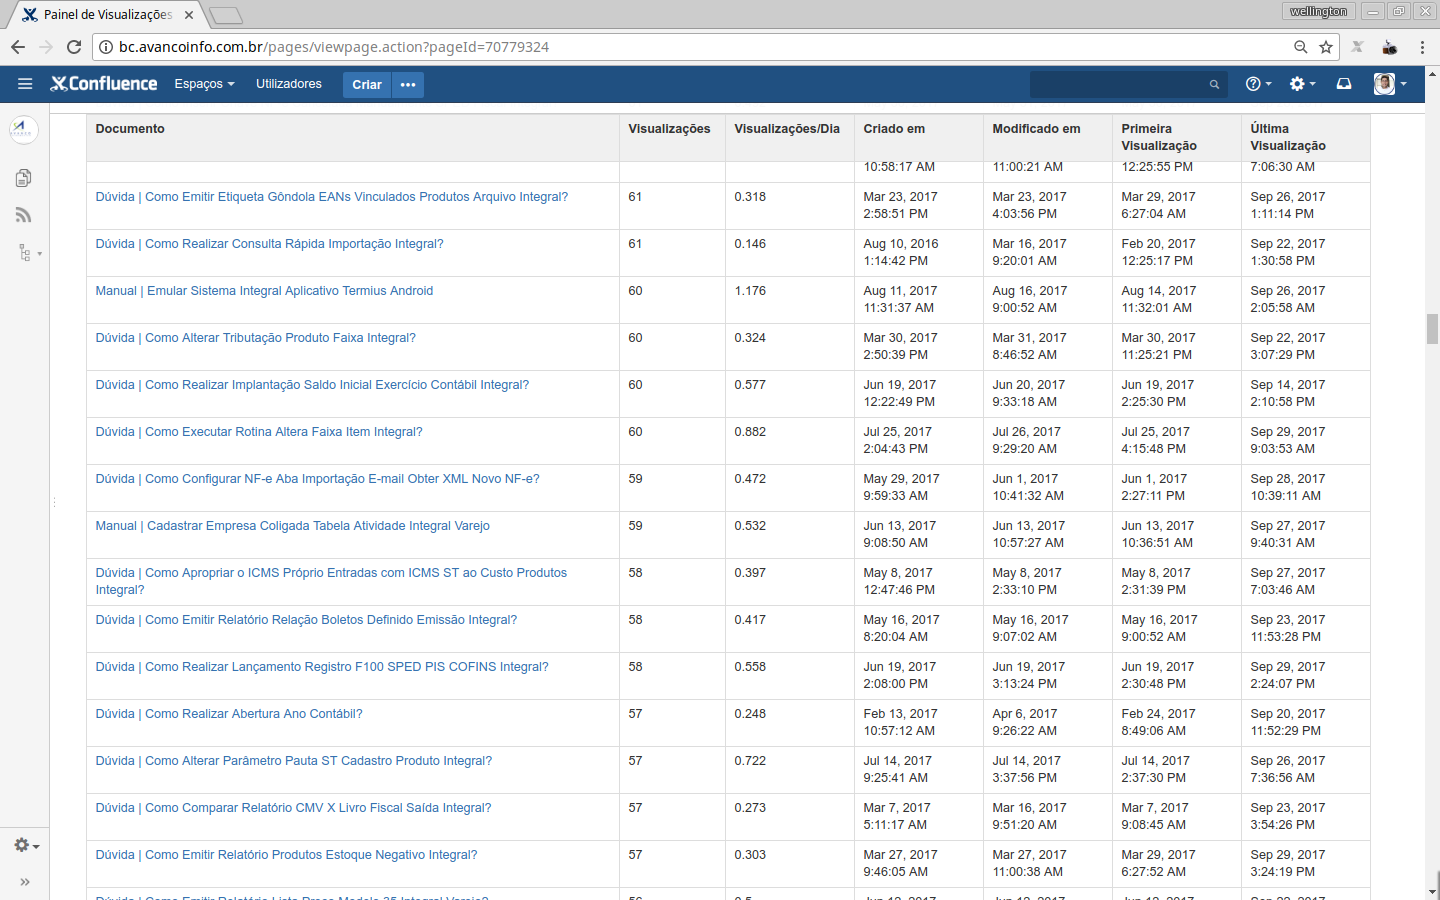 Painel de Visualizações
wellington
bc.avancoinfo.com.br/pages/viewpage.action?pageId=70779324
Confluence Espaços Utilizadores Criar
Documento Visualizações Visualizações/Dia Criado em Modificado em Primeira Visualização Última Visualização
10:58:17 AM 11:00:21 AM 12:25:55 PM 7:06:30 AM
Dúvida | Como Emitir Etiqueta Gôndola EANs Vinculados Produtos Arquivo Integral? 61 0.318 Mar 23, 2017 Mar 23, 2017 Mar 29, 2017 Sep 26, 2017
2:58:51 PM 4:03:56 PM 6:27:04 AM 1:11:14 PM
Dúvida | Como Realizar Consulta Rápida Importação Integral? 61 0.146 Aug 10, 2016 Mar 16, 2017 Feb 20, 2017 Sep 22, 2017
1:14:42 PM 9:20:01 AM 12:25:17 PM 1:30:58 PM
Manual | Emular Sistema Integral Aplicativo Termius Android 60 1.176 Aug 11, 2017 Aug 16, 2017 Aug 14, 2017 Sep 26, 2017
11:31:37 AM 9:00:52 AM 11:32:01 AM 2:05:58 AM
Dúvida | Como Alterar Tributação Produto Faixa Integral? 60 0.324 Mar 30, 2017 Mar 31, 2017 Mar 30, 2017 Sep 22, 2017
2:50:39 PM 8:46:52 AM 11:25:21 PM 3:07:29 PM
Dúvida | Como Realizar Implantação Saldo Inicial Exercício Contábil Integral? 60 0.577 Jun 19, 2017 Jun 20, 2017 Jun 19, 2017 Sep 14, 2017
12:22:49 PM 9:33:18 AM 2:25:30 PM 2:10:58 PM
Dúvida | Como Executar Rotina Altera Faixa Item Integral? 60 0.882 Jul 25, 2017 Jul 26, 2017 Jul 25, 2017 Sep 29, 2017
2:04:43 PM 9:29:20 AM 4:15:48 PM 9:03:53 AM
Dúvida | Como Configurar NF-e Aba Importação E-mail Obter XML Novo NF-e? 59 0.472 May 29, 2017 Jun 1, 2017 Jun 1, 2017 Sep 28, 2017
9:59:33 AM 10:41:32 AM 2:27:11 PM 10:39:11 AM
Manual | Cadastrar Empresa Coligada Tabela Atividade Integral Varejo 59 0.532 Jun 13, 2017 Jun 13, 2017 Jun 13, 2017 Sep 27, 2017
9:08:50 AM 10:57:27 AM 10:36:51 AM 9:40:31 AM
Dúvida | Como Apropriar o ICMS Próprio Entradas com ICMS ST ao Custo Produtos 58 0.397 May 8, 2017 May 8, 2017 May 8, 2017 Sep 27, 2017
Integral? 12:47:46 PM 2:33:10 PM 2:31:39 PM 7:03:46 AM
Dúvida | Como Emitir Relatório Relação Boletos Definido Emissão Integral? 58 0.417 May 16, 2017 May 16, 2017 May 16, 2017 Sep 23, 2017
8:20:04 AM 9:07:02 AM 9:00:52 AM 11:53:28 PM
Dúvida | Como Realizar Lançamento Registro F100 SPED PIS COFINS Integral? 58 0.558 Jun 19, 2017 Jun 19, 2017 Jun 19, 2017 Sep 29, 2017
2:08:00 PM 3:13:24 PM 2:30:48 PM 2:24:07 PM
Dúvida | Como Realizar Abertura Ano Contábil? 57 0.248 Feb 13, 2017 Apr 6, 2017 Feb 24, 2017 Sep 20, 2017
10:57:12 AM 9:26:22 AM 8:49:06 AM 11:52:29 PM
Dúvida | Como Alterar Parâmetro Pauta ST Cadastro Produto Integral? 57 0.722 Jul 14, 2017 Jul 14, 2017 Jul 14, 2017 Sep 26, 2017
9:25:41 AM 3:37:56 PM 2:37:30 PM 7:36:56 AM
Dúvida | Como Comparar Relatório CMV X Livro Fiscal Saída Integral? 57 0.273 Mar 7, 2017 Mar 16, 2017 Mar 7, 2017 Sep 23, 2017
5:11:17 AM 9:51:20 AM 9:08:45 AM 3:54:26 PM
Dúvida | Como Emitir Relatório Produtos Estoque Negativo Integral? 57 0.303 Mar 27, 2017 Mar 27, 2017 Mar 29, 2017 Sep 29, 2017
9:46:05 AM 11:00:38 AM 6:27:52 AM 3:24:19 PM